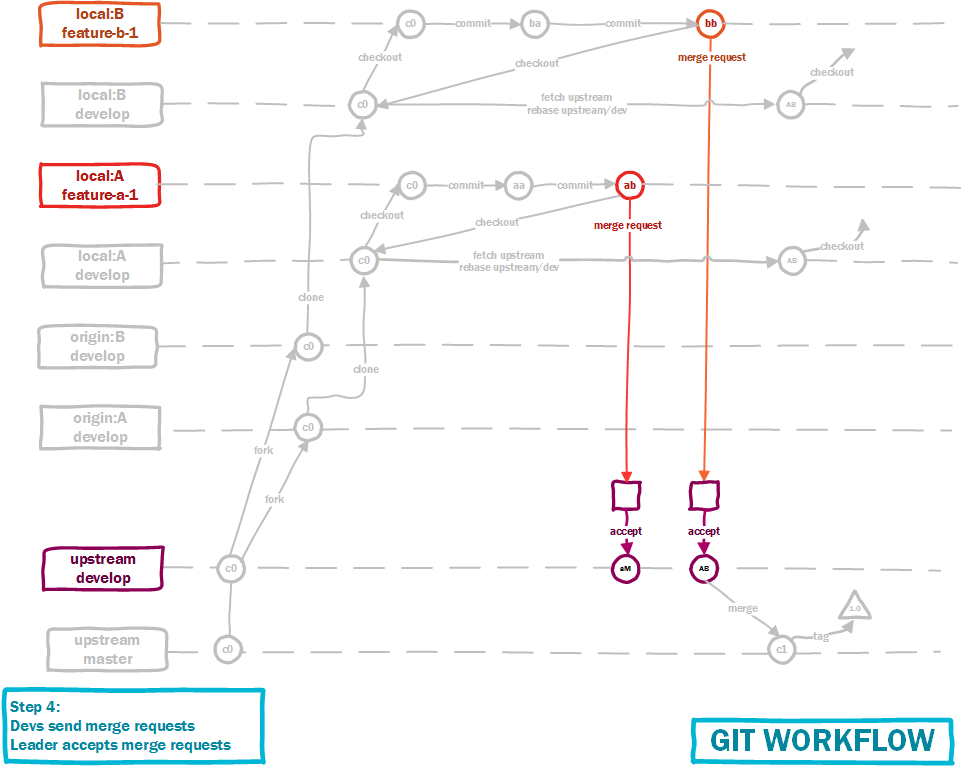 local:B
feature-b-1
c0
commit
ba
commit
bb
checkout
checkout
merge request
checkout
local:B
develop
c0
fetch upstream
rebase upstream/dev
AB
local:A
feature-a-1
c0
commit
aa
commit
ab
checkout
checkout
merge request
checkout
local:A
develop
c0
fetch upstream
rebase upstream/dev
AB
clone
origin:B
develop
c0
clone
origin:A
develop
c0
fork
fork
accept
accept
upstream
develop
c0
aM
AB
merge
1.0
tag
upstream
master
c0
c1
Step 4:
Devs send merge requests
Leader accepts merge requests
GIT WORKFLOW